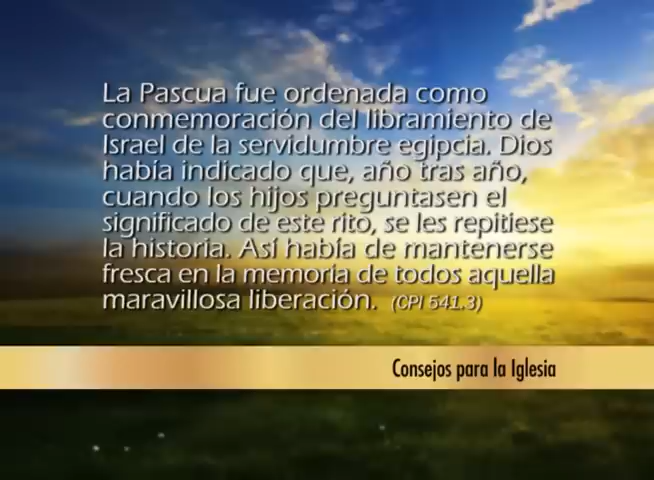 La Pascua fue ordenada como
conmemoración del libramiento de
Israel de la servidumbre egipcia. Dios
había indicado que, año tras año,
cuando los hijos preguntasen el
significado de este rito, se les repitiese
la historia. Así había de mantenerse
fresca en la memoria de todos aquella
maravillosa liberación. (CPI 541.3)
Consejos para la Iglesia